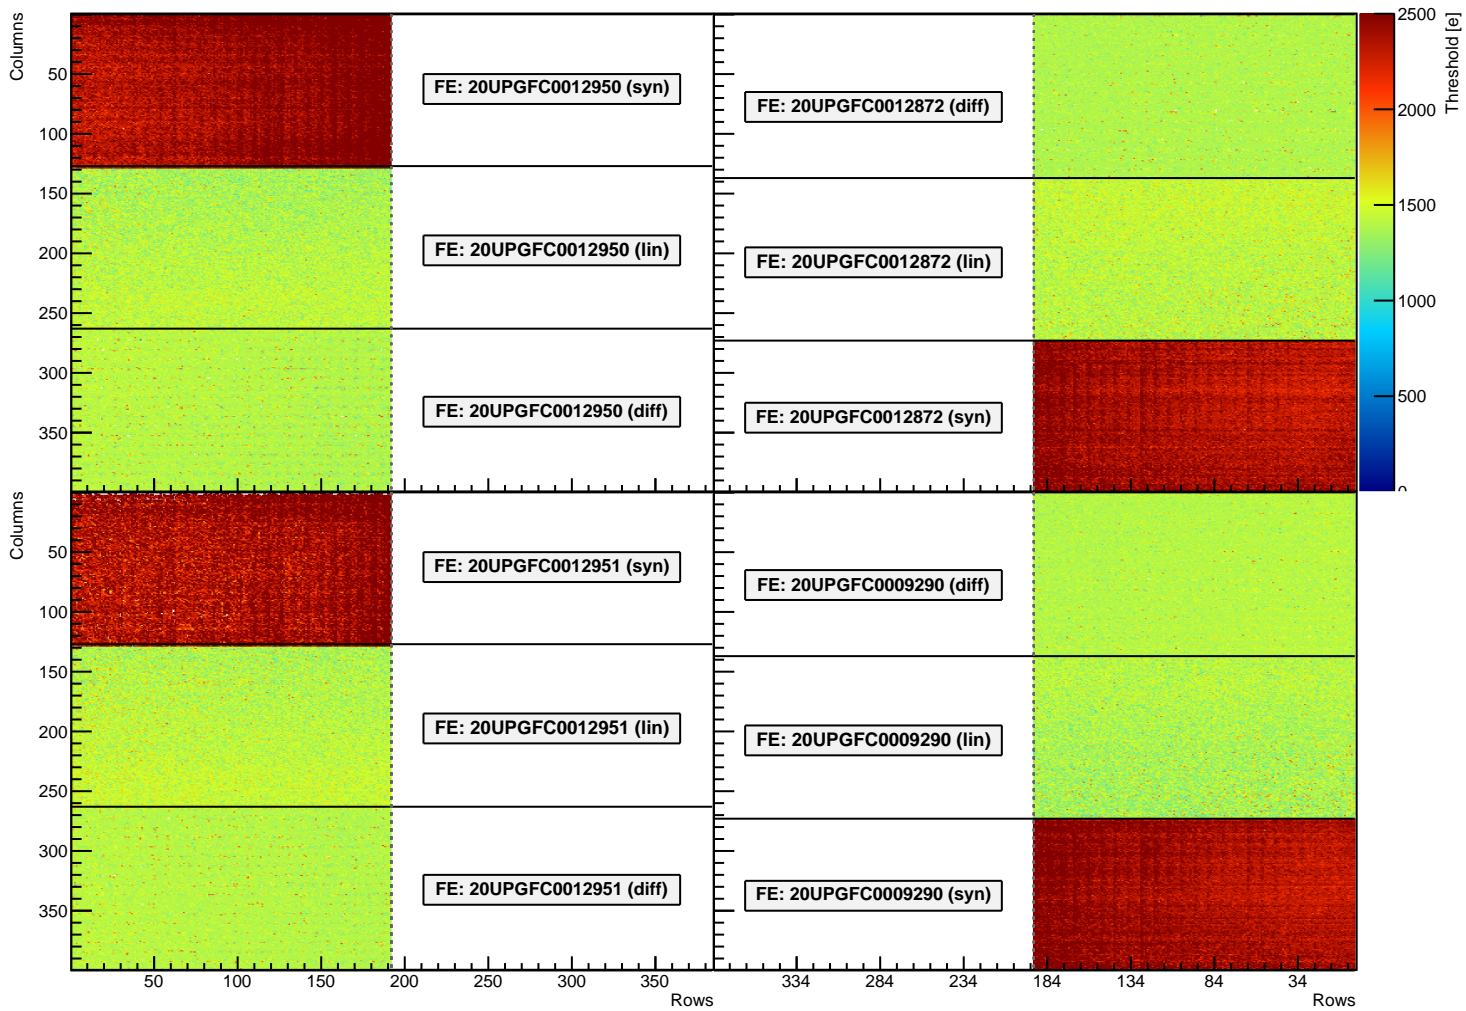 Columns
50
100
150
200
250
300
350
FE: 20UPGFC0012950 (syn)
FE: 20UPGFC0012950 (lin)
FE: 20UPGFC0012950 (diff)
FE: 20UPGFC0012872 (diff)
FE: 20UPGFC0012872 (lin)
FE: 20UPGFC0012872 (syn)
2500
2000
1500
1000
500
0
Threshold [e]
Columns
50
100
150
200
250
300
350
FE: 20UPGFC0012951 (syn)
FE: 20UPGFC0012951 (lin)
FE: 20UPGFC0012951 (diff)
FE: 20UPGFC0009290 (diff)
FE: 20UPGFC0009290 (lin)
FE: 20UPGFC0009290 (syn)
50 100 150 200 250 300 350
Rows
334 284 234 184 134 84 34
Rows